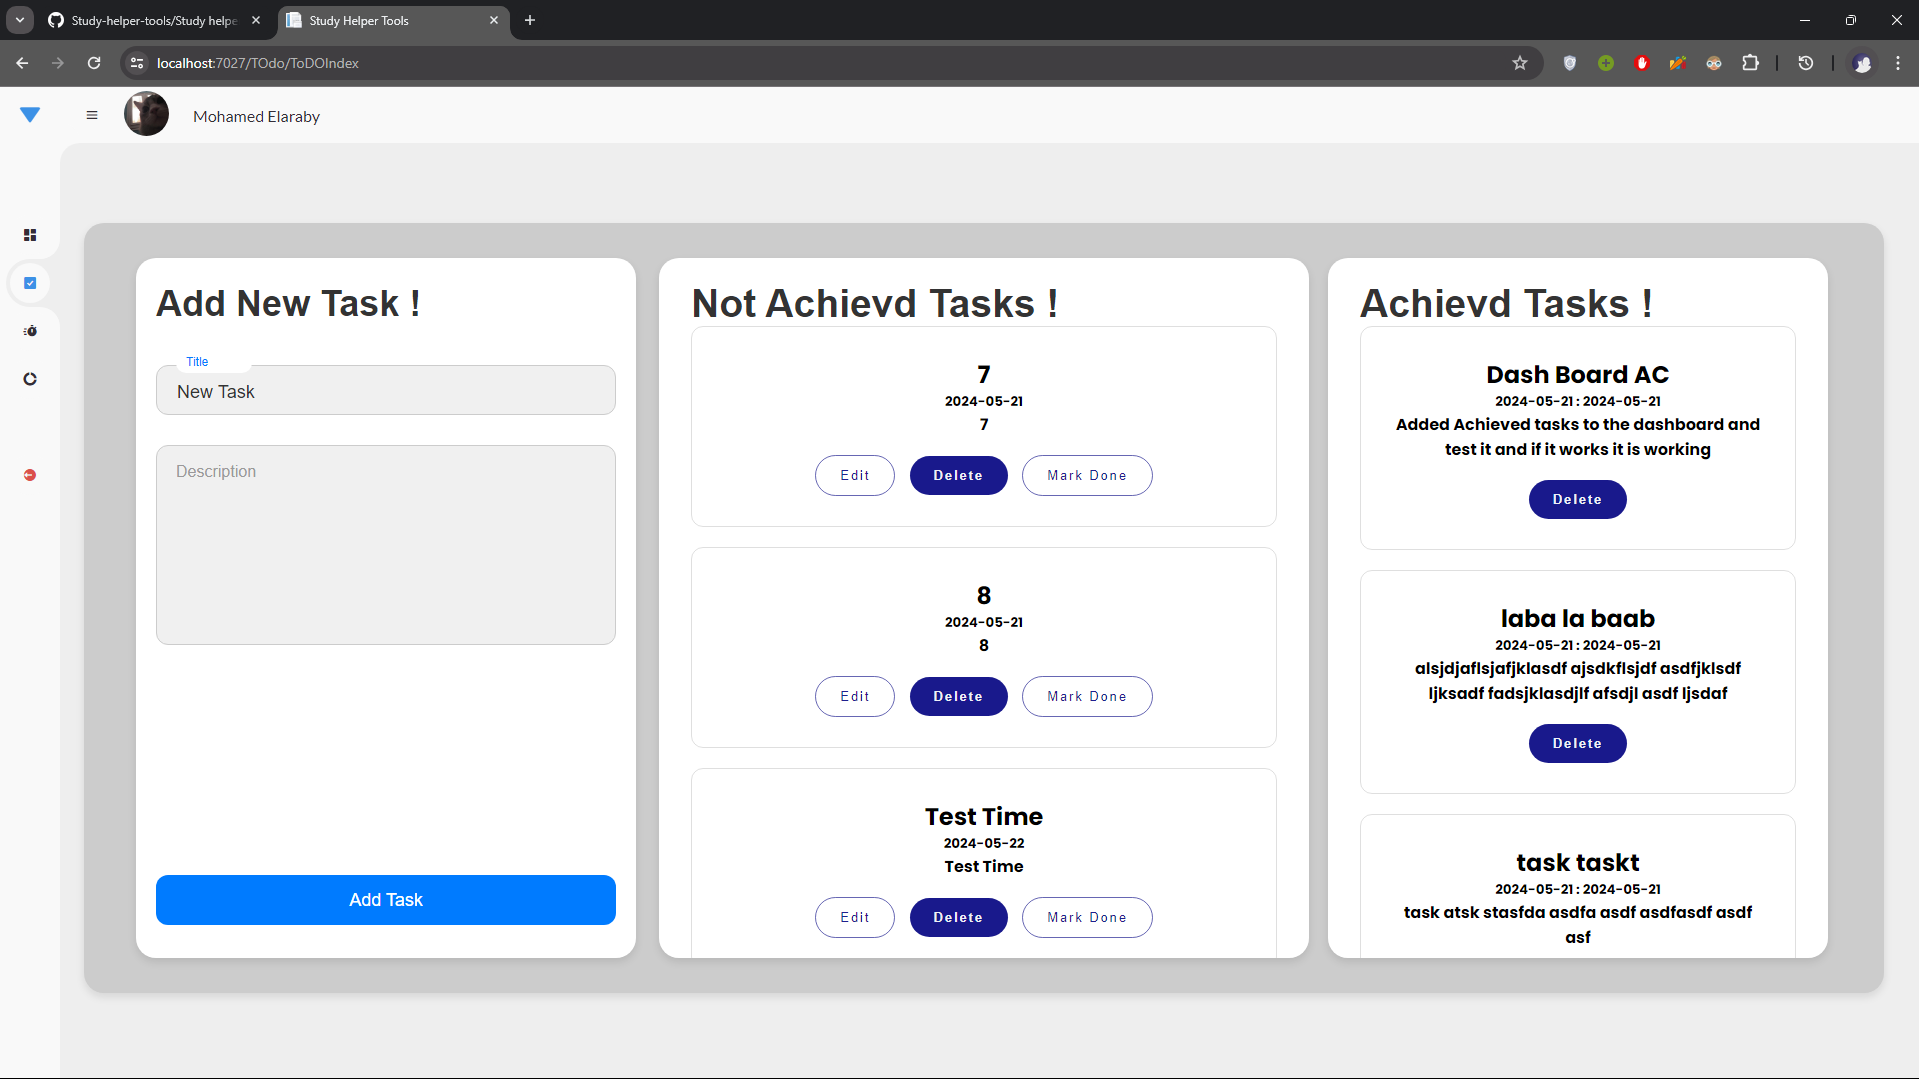 Study-helper-tools/Study helpe
Study Helper Tools
localhost:7027/TOdo/ToDOIndex
Mohamed Elaraby
Add New Task !
Title
New Task
Description
Add Task
Not Achievd Tasks !
7
2024-05-21
7
Edit Delete Mark Done
8
2024-05-21
8
Edit Delete Mark Done
Test Time
2024-05-22
Test Time
Edit Delete Mark Done
Achievd Tasks !
Dash Board AC
2024-05-21 : 2024-05-21
Added Achieved tasks to the dashboard and
test it and if it works it is working
Delete
laba la baab
2024-05-21 : 2024-05-21
alsjdjaflsjafjklasdf ajsdkflsjdf asdfjklsdf
ljksadf fadsjklasdjlf afsdjl asdf ljsdaf
Delete
task taskt
2024-05-21 : 2024-05-21
task atsk stasfda asdfa asdf asdfasdf asdf
asf